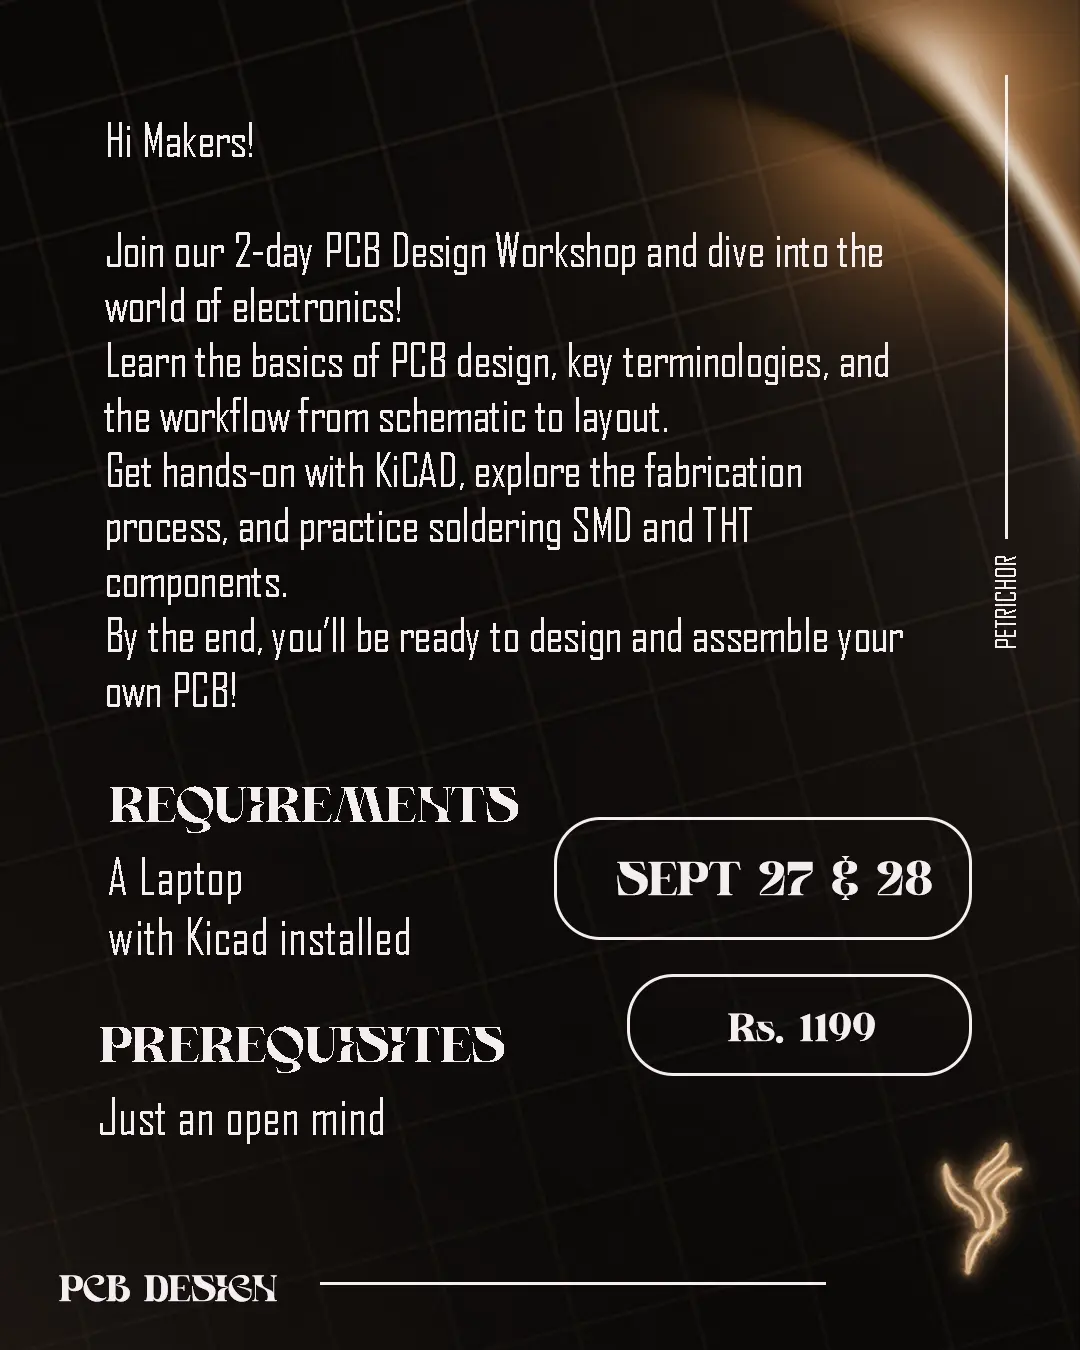 Hi Makers!
Join our 2-day PCB Design Workshop and dive into the
world of electronics!
Learn the basics of PCB design, key terminologies, and
the workflow from schematic to layout.
Get hands-on with KiCAD, explore the fabrication
process, and practice soldering SMD and THT
components.
By the end, you’ll be ready to design and assemble your
own PCB!
PETRICHOR
REQUIREMENTS
A Laptop
with Kicad installed
SEPT 27 & 28
Rs. 1199
PREREQUISITES
Just an open mind
PCB DESIGN